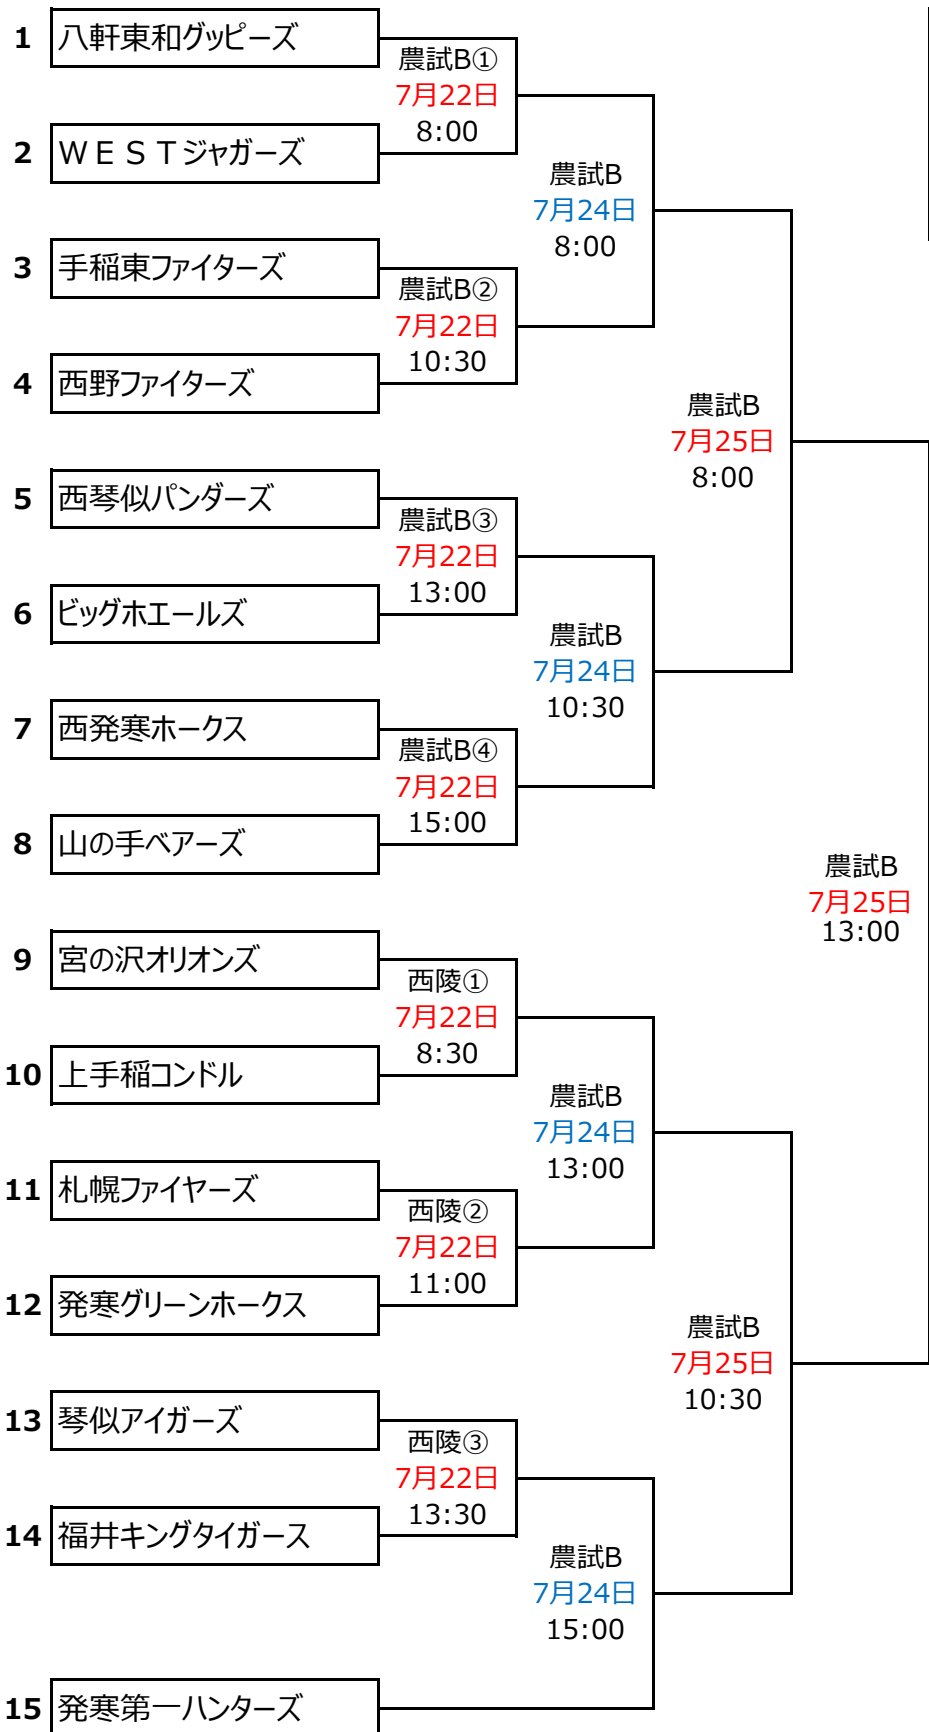 1 八軒東和グッピーズ
農試B①
7月22日
8:00
2 ＷＥＳＴジャガーズ
農試B
7月24日
8:00
3 手稲東ファイターズ
農試B②
7月22日
10:30
4 西野ファイターズ
農試B
7月25日
8:00
5 西琴似パンダーズ
農試B③
7月22日
13:00
6 ビッグホエールズ
農試B
7月24日
10:30
7 西発寒ホークス
農試B④
7月22日
15:00
8 山の手ベアーズ
農試B
7月25日
13:00
9 宮の沢オリオンズ
西陵①
7月22日
8:30
10 上手稲コンドル
農試B
7月24日
13:00
11 札幌ファイヤーズ
西陵②
7月22日
11:00
12 発寒グリーンホークス
農試B
7月25日
10:30
13 琴似アイガーズ
西陵③
7月22日
13:30
14 福井キングタイガース
農試B
7月24日
15:00
15 発寒第一ハンターズ